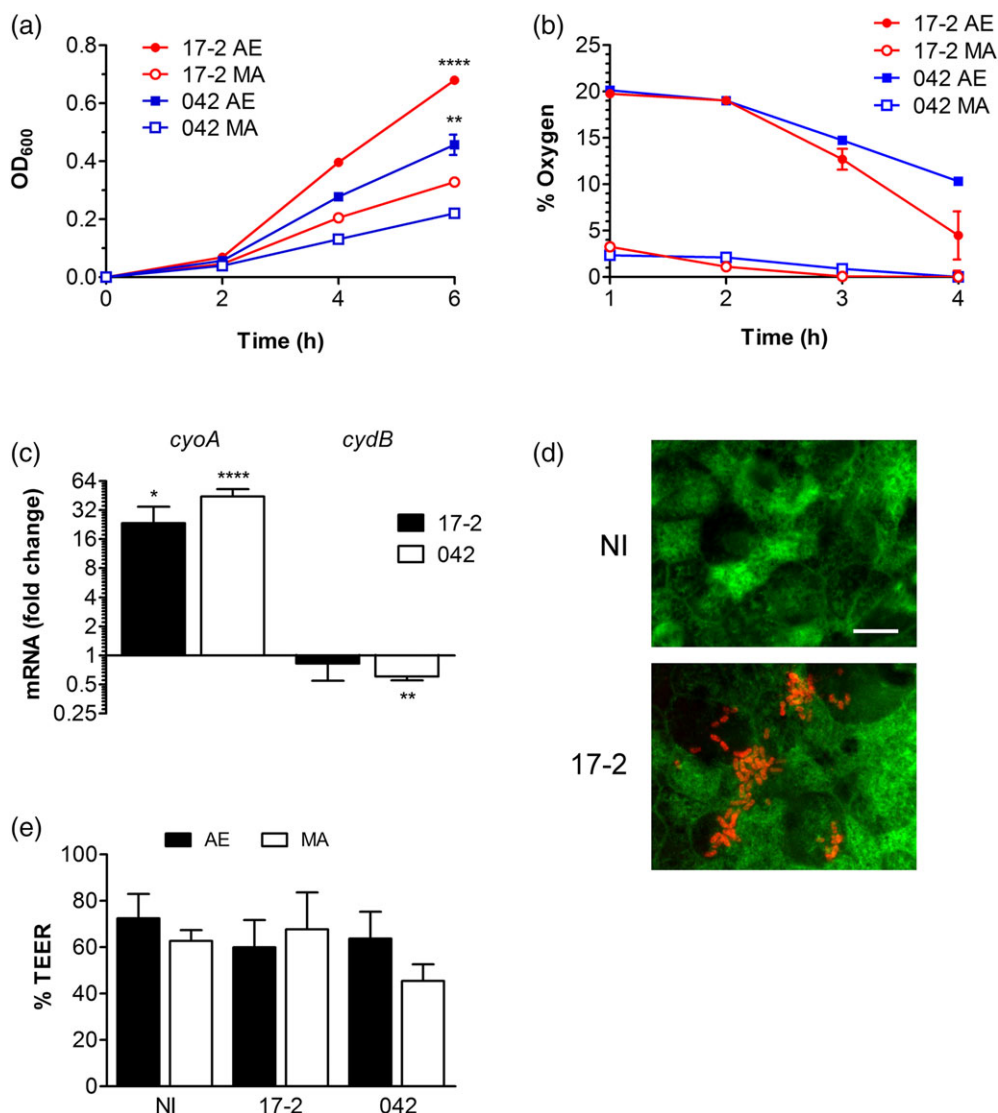 (a)
17-2 AE
17-2 MA
042 AE
042 MA
****
**
0.8
0.6
0.4
0.2
0.0
OD600
0
2
4
6
Time (h)
(b)
17-2 AE
17-2 MA
042 AE
042 MA
25
20
15
10
5
0
% Oxygen
1
2
3
4
Time (h)
(c)
cyoA
cydB
*
****
**
17-2
042
64
32
16
8
4
2
1
0.5
0.25
mRNA (fold change)
(d)
NI
17-2
(e)
AE
MA
100
80
60
40
20
0
% TEER
NI
17-2
042